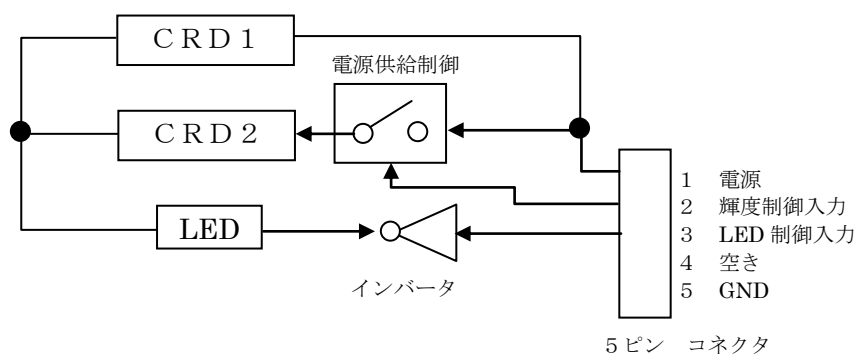 ＣＲＤ１
電源供給制御
ＣＲＤ２
LED
インバータ
１ 電源
２ 輝度制御入力
３ LED 制御入力
４ 空き
５ GND
５ピン コネクタ